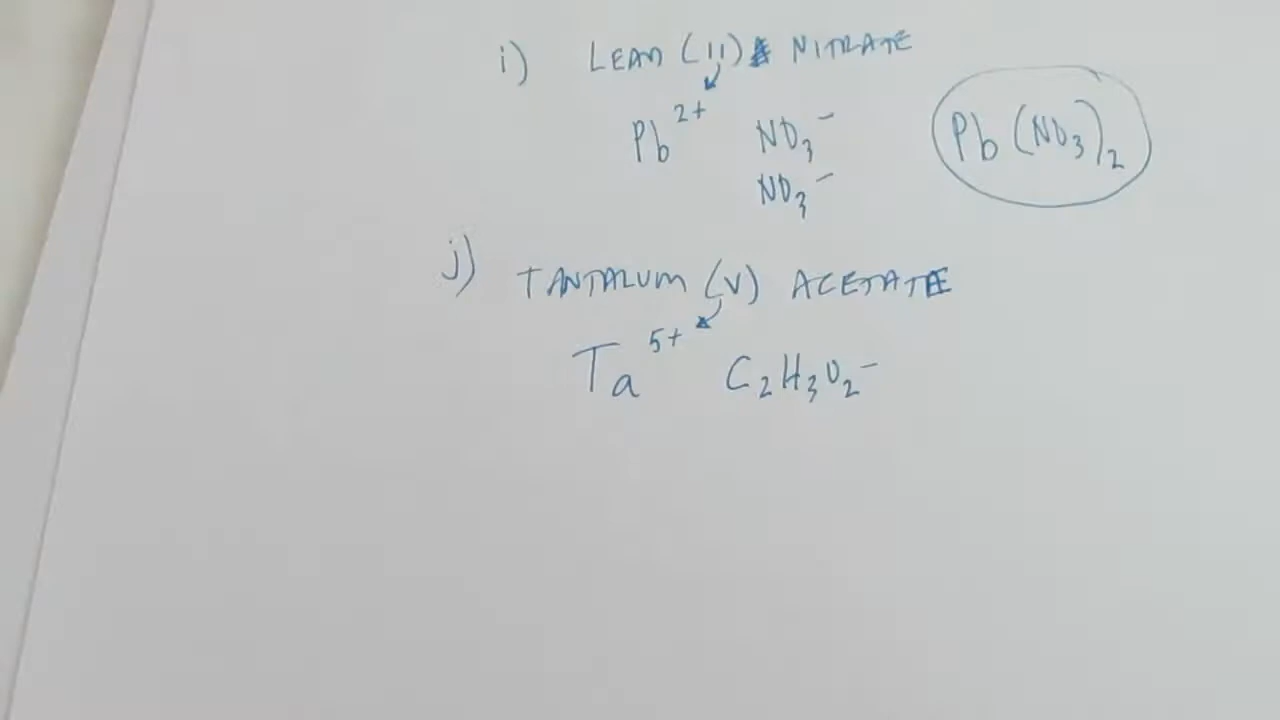 i) LEAD (II) NITRATE
Pb²⁺ NO₃⁻ Pb(NO₃)₂
NO₃⁻
j) TANTALUM (V) ACETATE
Ta⁵⁺ C₂H₃O₂⁻